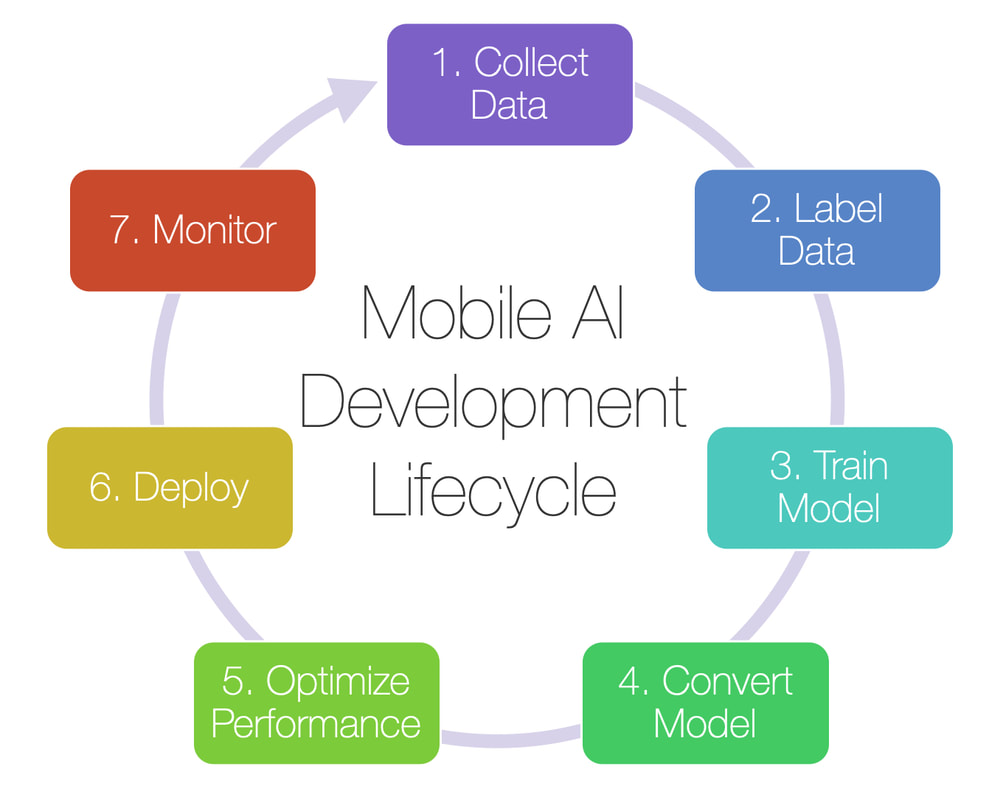 1. Collect
Data
2. Label
Data
3. Train
Model
4. Convert
Model
5. Optimize
Performance
6. Deploy
7. Monitor
Mobile AI
Development
Lifecycle